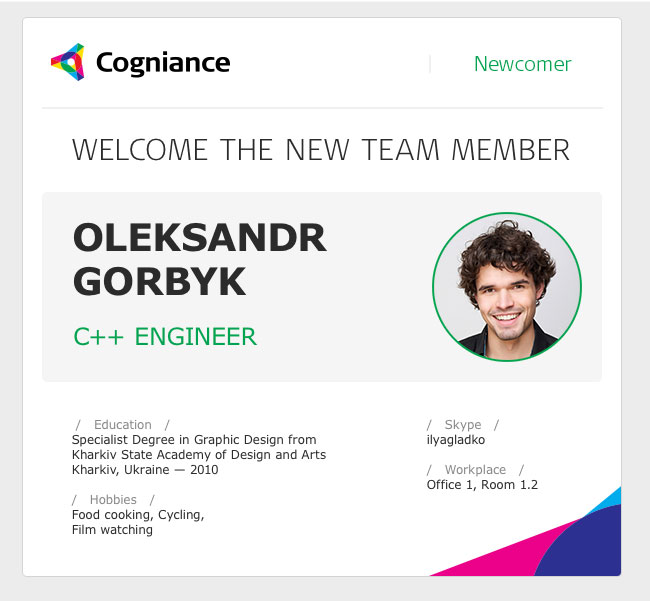 Cogniance
Newcomer
WELCOME THE NEW TEAM MEMBER
OLEKSANDR
GORBYK
C++ ENGINEER
/ Education /
Specialist Degree in Graphic Design from
Kharkiv State Academy of Design and Arts
Kharkiv, Ukraine — 2010
/ Hobbies /
Food cooking, Cycling,
Film watching
/ Skype /
ilyagladko
/ Workplace /
Office 1, Room 1.2